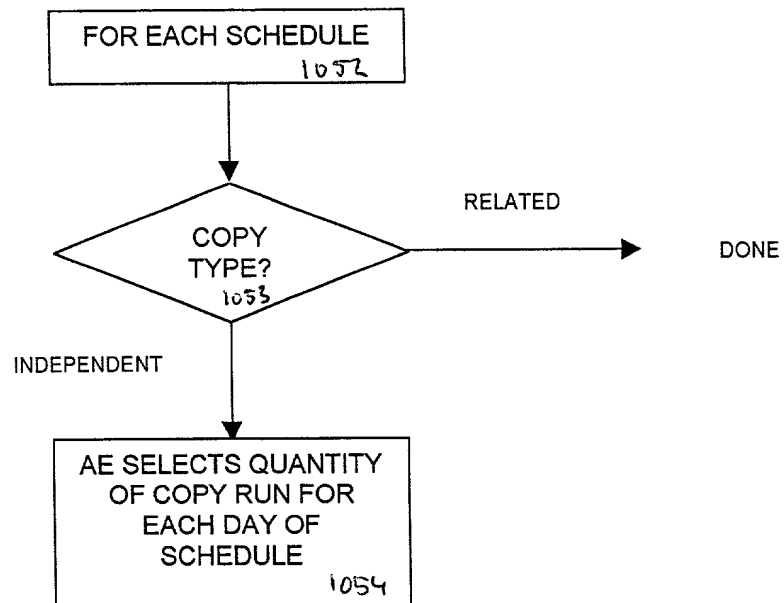 FOR EACH SCHEDULE
1052
RELATED
COPY
TYPE?
1053
DONE
INDEPENDENT
AE SELECTS QUANTITY
OF COPY RUN FOR
EACH DAY OF
SCHEDULE
1054